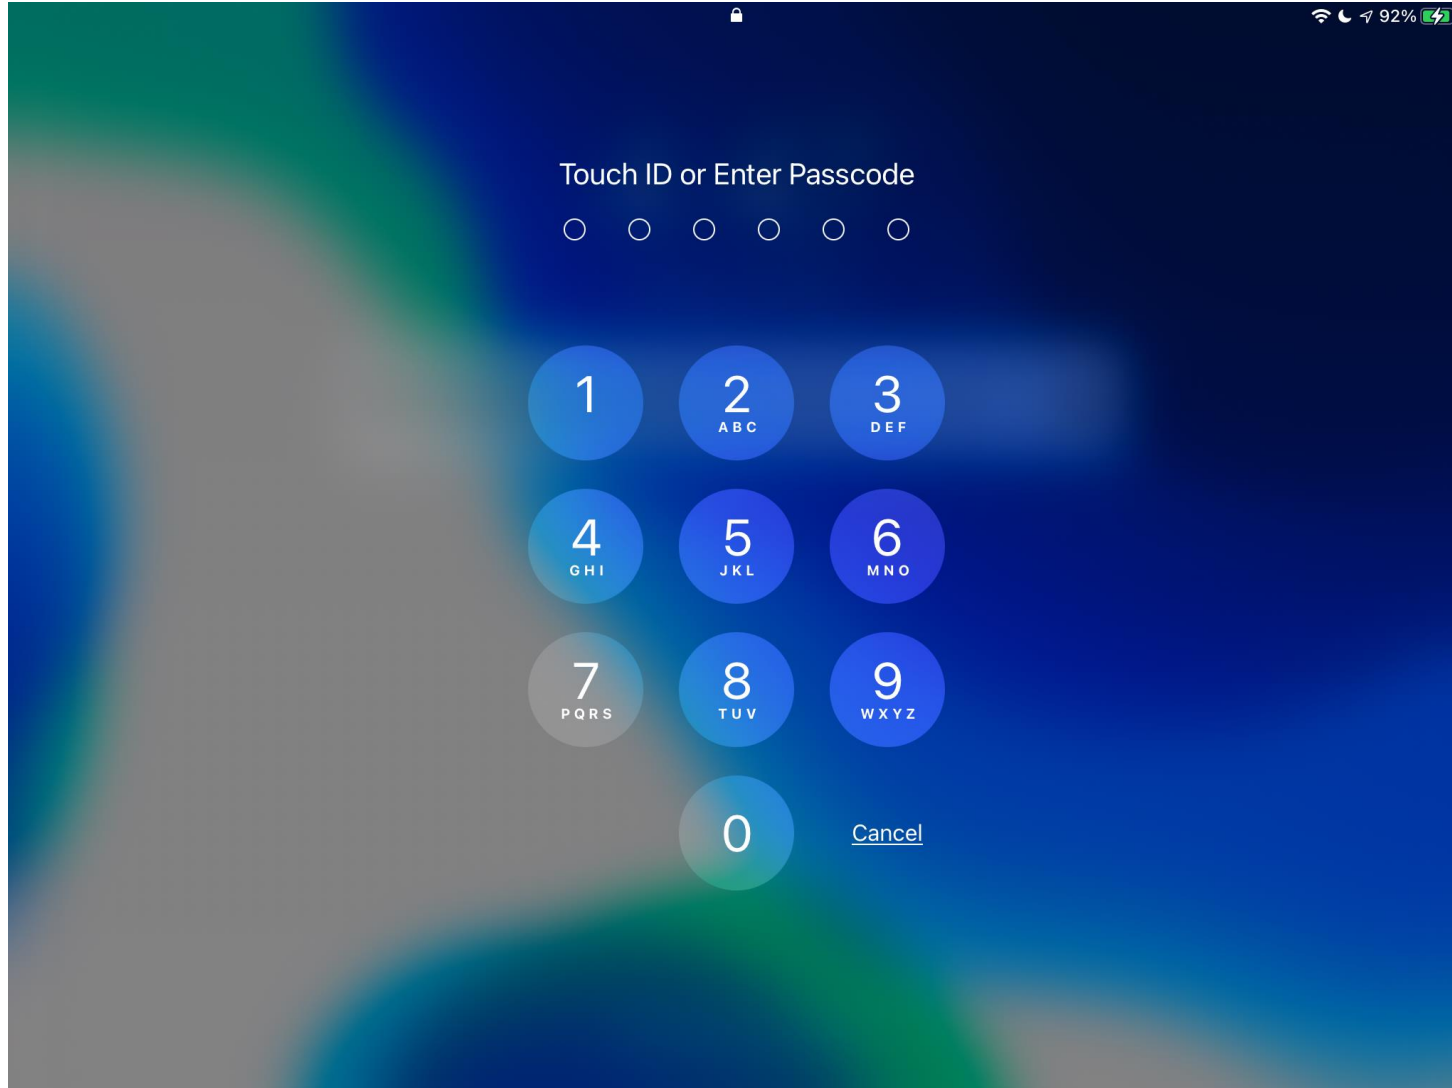 92%
Touch ID or Enter Passcode
1 2 3
ABC DEF
4 5 6
GHI JKL MNO
7 8 9
PQRS TUV WXYZ
0 Cancel